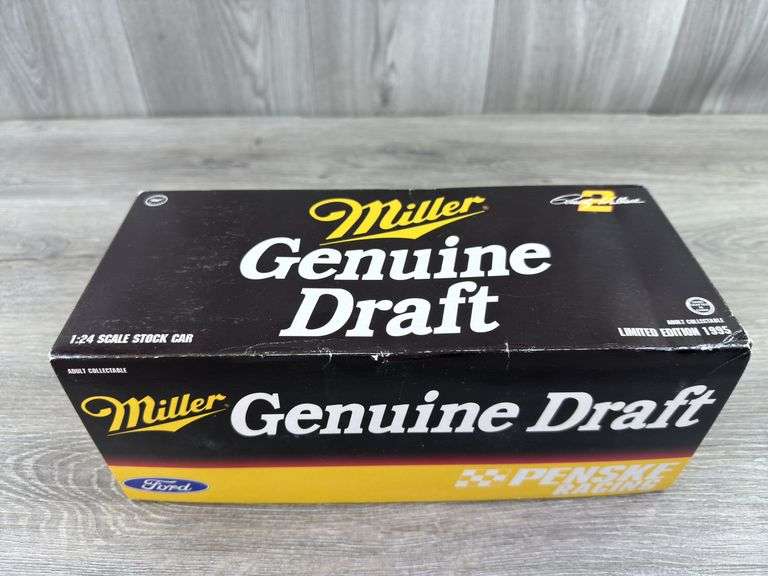 Miller
2
Genuine
Draft
1:24 SCALE STOCK CAR
ADULT COLLECTABLE
LIMITED EDITION 1995
ADULT COLLECTABLE
Miller Genuine Draft
Ford
PENSKE
RACING